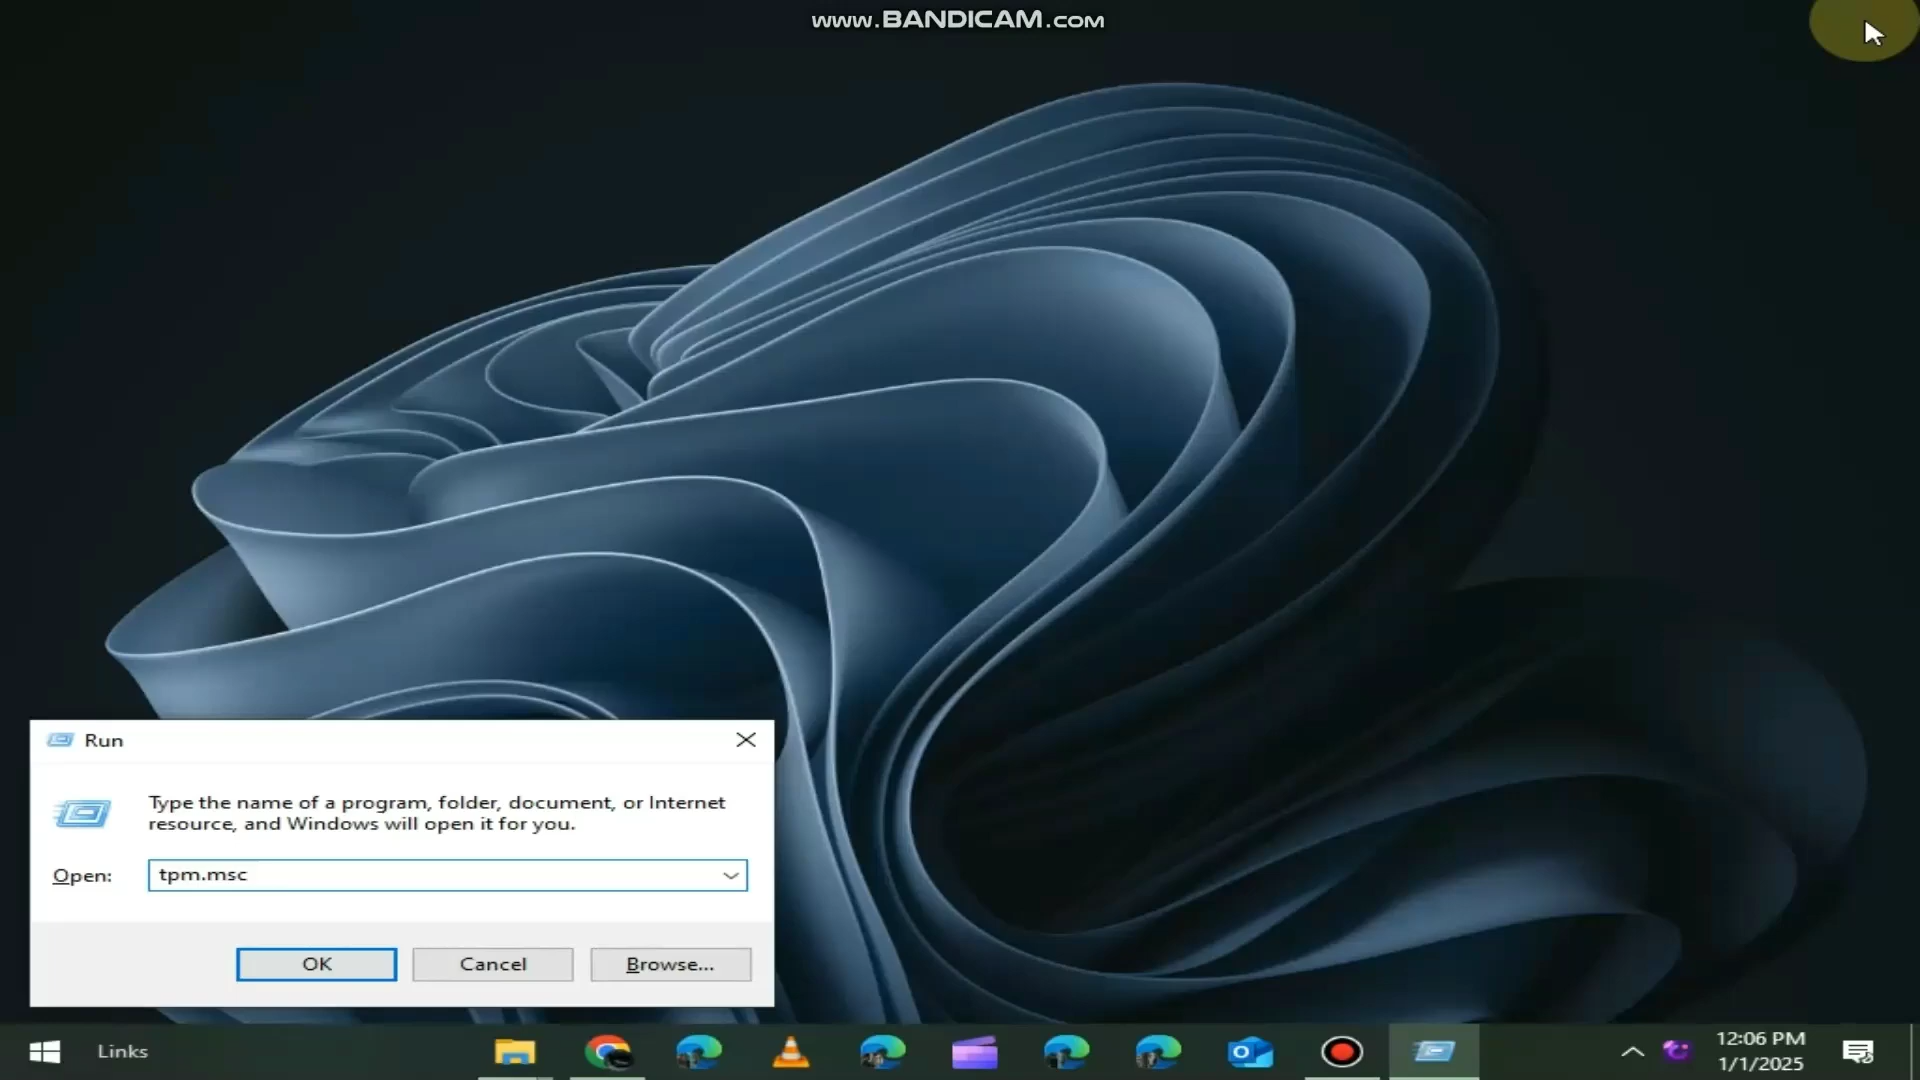 www.BANDICAM.com
Run
Type the name of a program, folder, document, or Internet
resource, and Windows will open it for you.
Open: tpm.msc
OK Cancel Browse...
Links
12:06 PM
1/1/2025